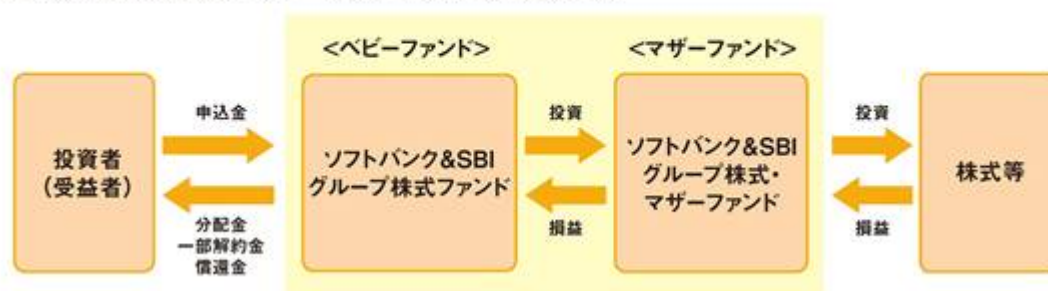 <ベビーファンド>
<マザーファンド>
投資者
(受益者)
申込金
分配金
一部解約金
償還金
ソフトバンク&SBI
グループ株式ファンド
投資
損益
ソフトバンク&SBI
グループ株式・
マザーファンド
投資
損益
株式等